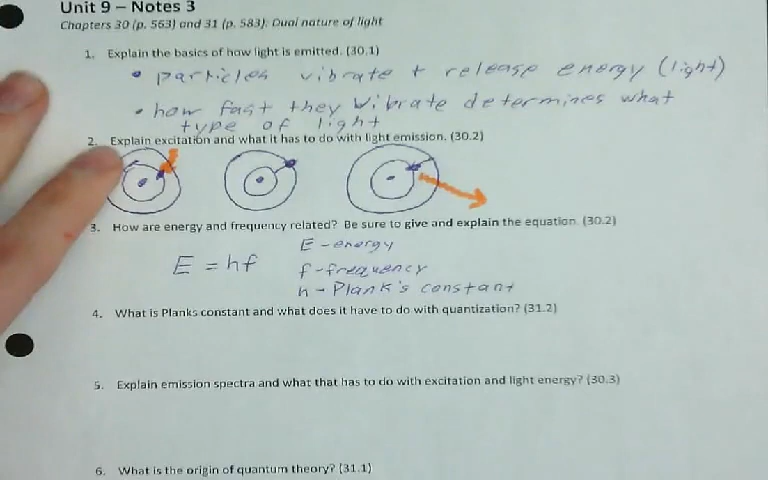 Unit 9 – Notes 3
Chapters 30 (p. 563) and 31 (p. 583): Dual nature of light
1. Explain the basics of how light is emitted. (30.1)
• particles vibrate + release energy (light)
• how fast they vibrate determines what
type of light
2. Explain excitation and what it has to do with light emission. (30.2)
3. How are energy and frequency related? Be sure to give and explain the equation. (30.2)
E - energy
E = hf
f - frequency
h - Plank's constant
4. What is Planks constant and what does it have to do with quantization? (31.2)
5. Explain emission spectra and what that has to do with excitation and light energy? (30.3)
6. What is the origin of quantum theory? (31.1)